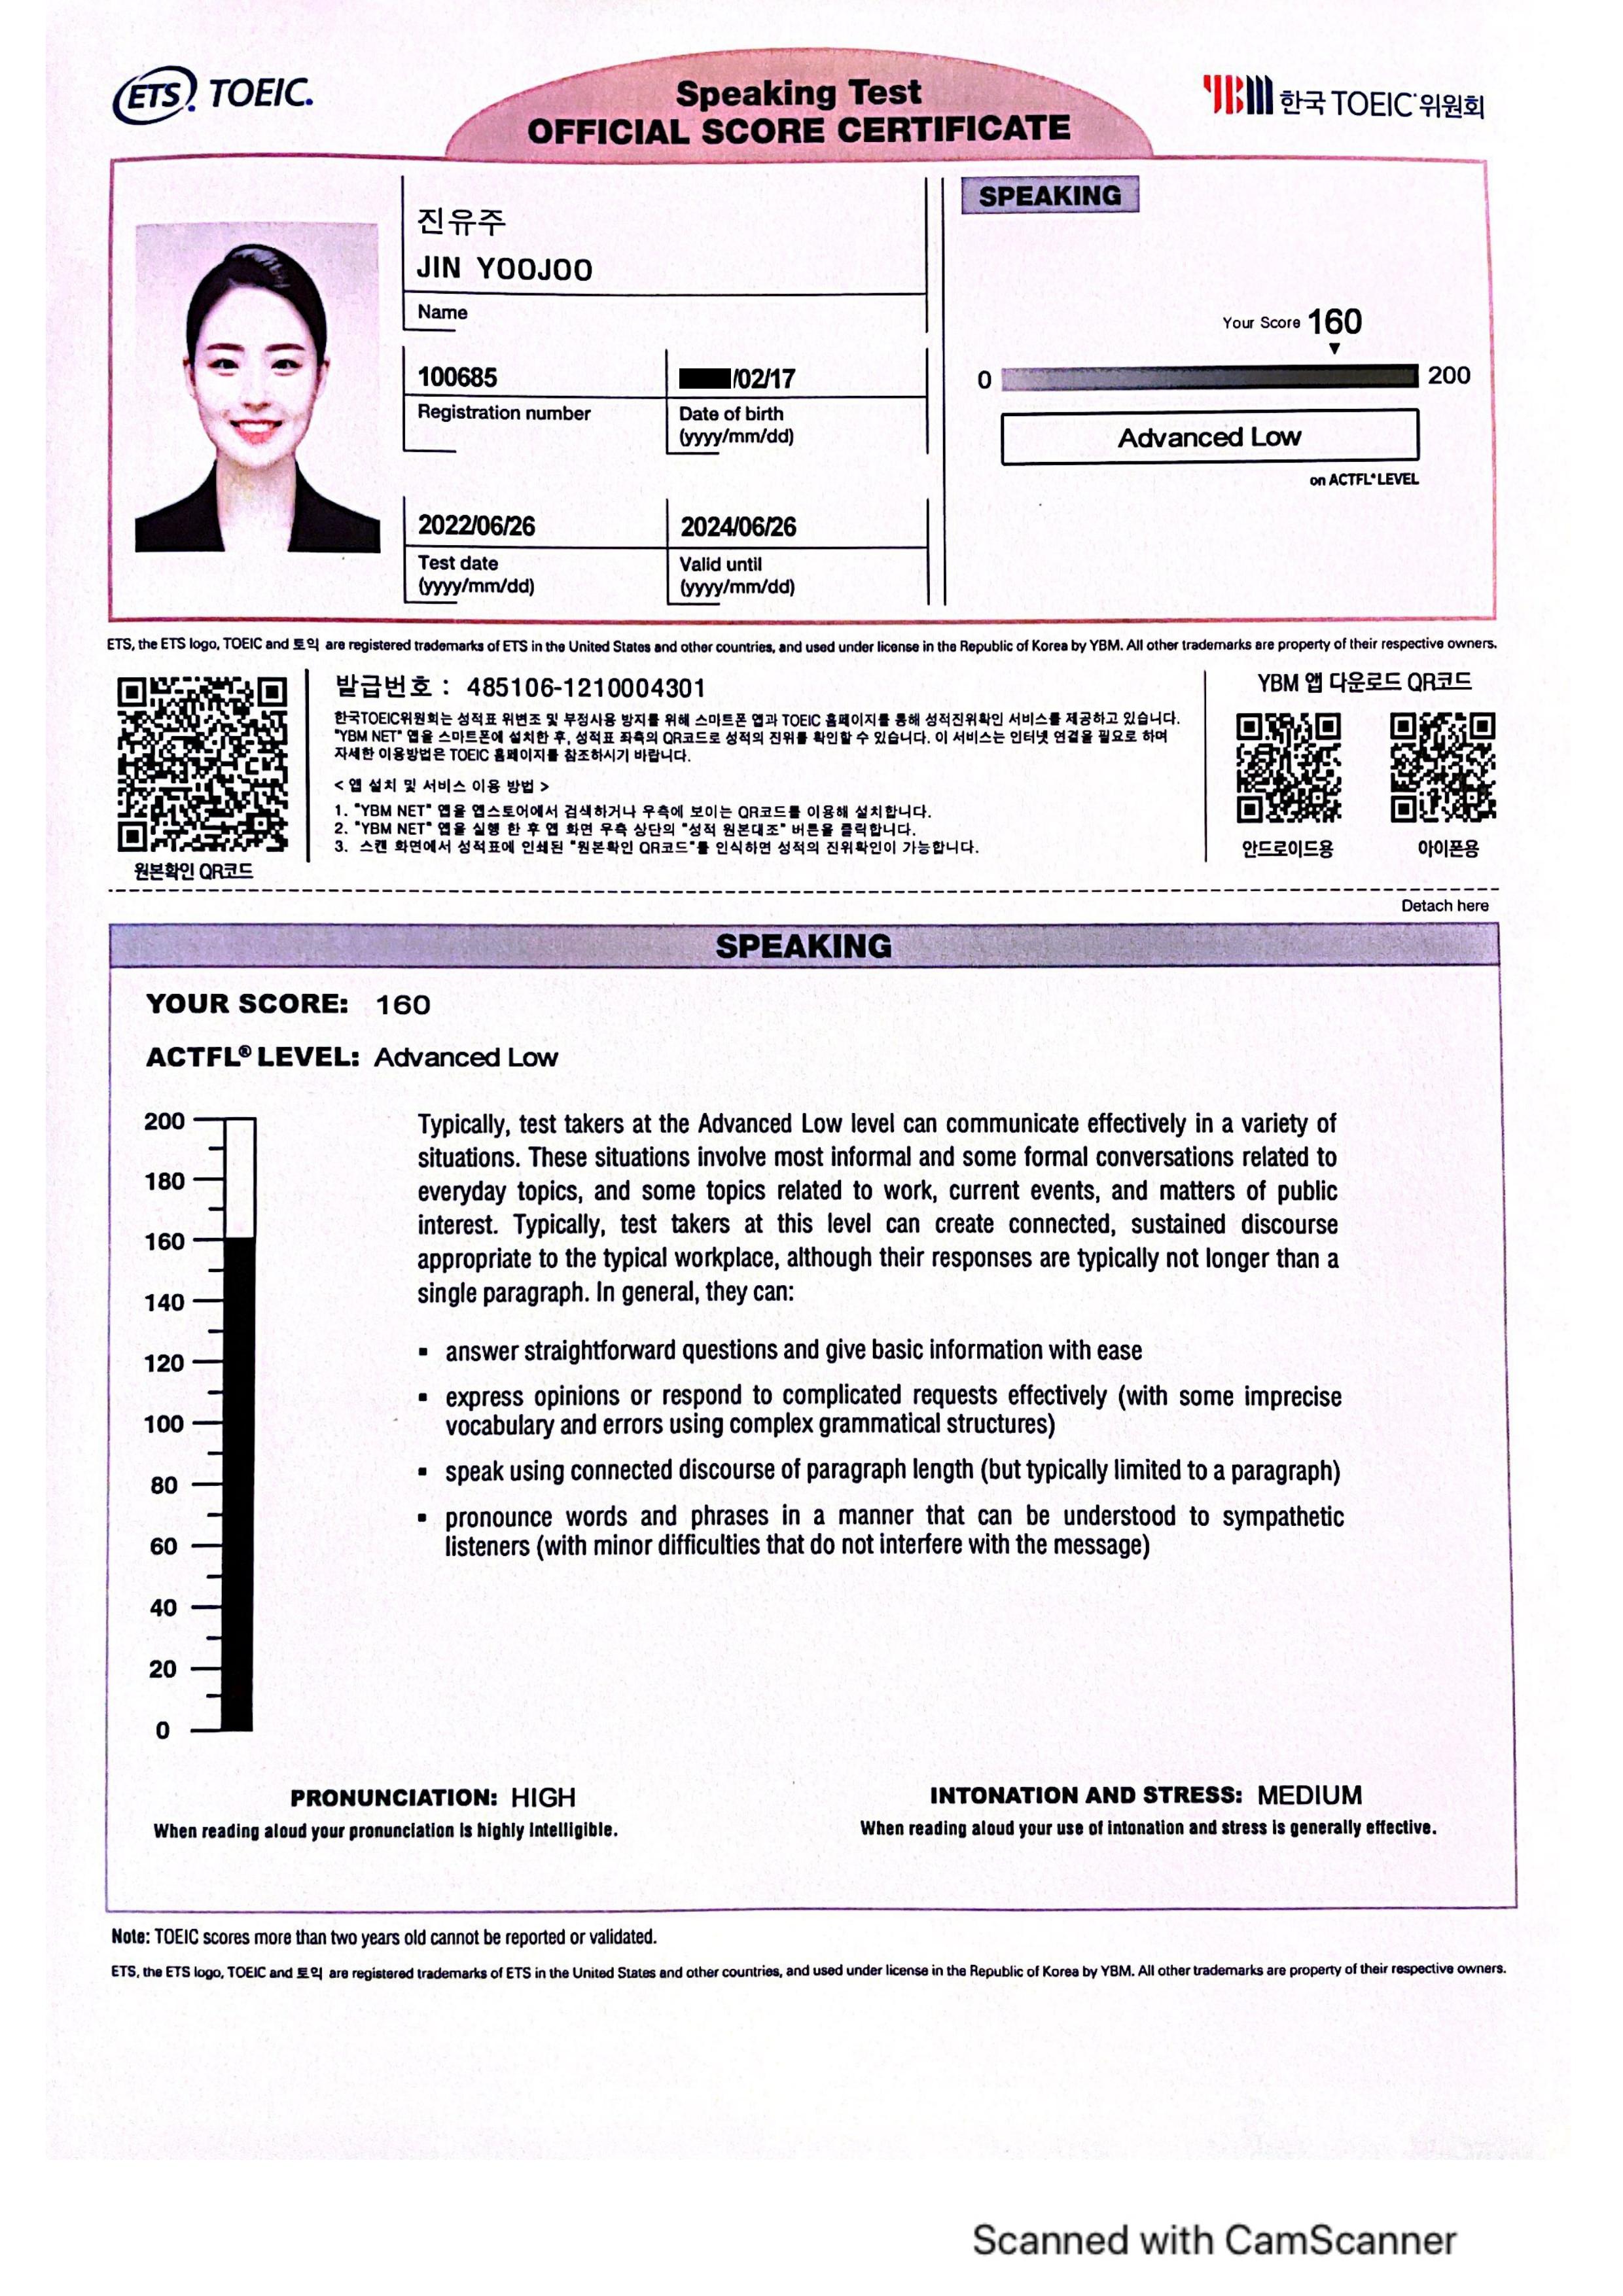 ETS TOEIC.
Speaking Test
OFFICIAL SCORE CERTIFICATE
YBM 한국 TOEIC 위원회
진유주
JIN YOOJOO
Name
100685
Registration number
/02/17
Date of birth
(yyyy/mm/dd)
2022/06/26
Test date
(yyyy/mm/dd)
2024/06/26
Valid until
(yyyy/mm/dd)
SPEAKING
Your Score 160
0 200
Advanced Low
on ACTFL® LEVEL
ETS, the ETS logo, TOEIC and 토익 are registered trademarks of ETS in the United States and other countries, and used under license in the Republic of Korea by YBM. All other trademarks are property of their respective owners.
원본확인 QR코드
발급번호 : 485106-1210004301
한국TOEIC위원회는 성적표 위변조 및 부정사용 방지를 위해 스마트폰 앱과 TOEIC 홈페이지를 통해 성적진위확인 서비스를 제공하고 있습니다.
"YBM NET" 앱을 스마트폰에 설치한 후, 성적표 좌측의 QR코드로 성적의 진위를 확인할 수 있습니다. 이 서비스는 인터넷 연결을 필요로 하며
자세한 이용방법은 TOEIC 홈페이지를 참조하시기 바랍니다.
< 앱 설치 및 서비스 이용 방법 >
1. "YBM NET" 앱을 앱스토어에서 검색하거나 우측에 보이는 QR코드를 이용해 설치합니다.
2. "YBM NET" 앱을 실행 한 후 앱 화면 우측 상단의 "성적 원본대조" 버튼을 클릭합니다.
3. 스캔 화면에서 성적표에 인쇄된 "원본확인 QR코드"를 인식하면 성적의 진위확인이 가능합니다.
YBM 앱 다운로드 QR코드
안드로이드용
아이폰용
Detach here
SPEAKING
YOUR SCORE: 160
ACTFL® LEVEL: Advanced Low
200
180
160
140
120
100
80
60
40
20
0
Typically, test takers at the Advanced Low level can communicate effectively in a variety of
situations. These situations involve most informal and some formal conversations related to
everyday topics, and some topics related to work, current events, and matters of public
interest. Typically, test takers at this level can create connected, sustained discourse
appropriate to the typical workplace, although their responses are typically not longer than a
single paragraph. In general, they can:
▪ answer straightforward questions and give basic information with ease
▪ express opinions or respond to complicated requests effectively (with some imprecise
vocabulary and errors using complex grammatical structures)
▪ speak using connected discourse of paragraph length (but typically limited to a paragraph)
▪ pronounce words and phrases in a manner that can be understood to sympathetic
listeners (with minor difficulties that do not interfere with the message)
PRONUNCIATION: HIGH
When reading aloud your pronunciation is highly intelligible.
INTONATION AND STRESS: MEDIUM
When reading aloud your use of intonation and stress is generally effective.
Note: TOEIC scores more than two years old cannot be reported or validated.
ETS, the ETS logo, TOEIC and 토익 are registered trademarks of ETS in the United States and other countries, and used under license in the Republic of Korea by YBM. All other trademarks are property of their respective owners.
Scanned with CamScanner